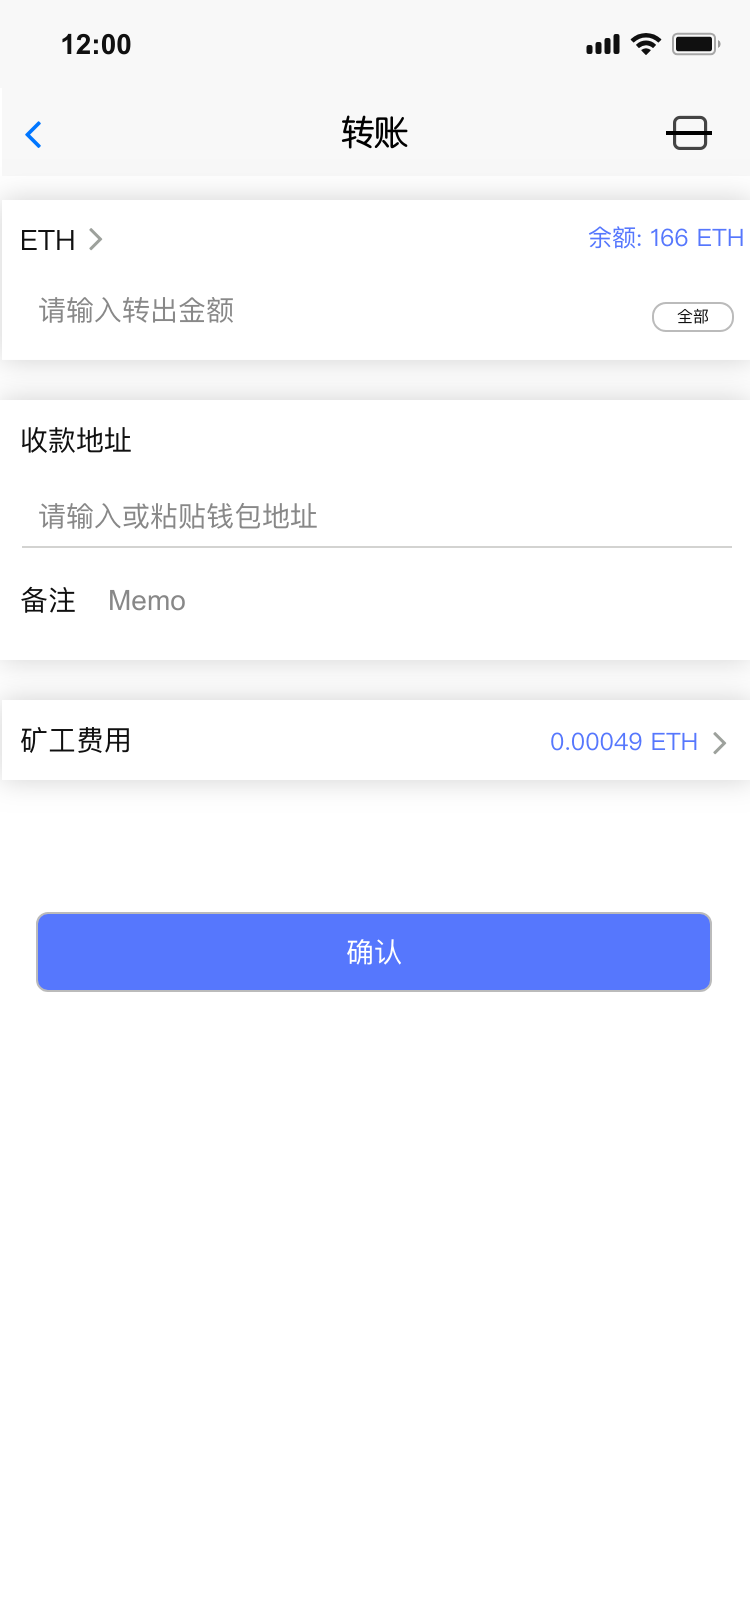 12:00
转账
ETH
余额: 166 ETH
请输入转出金额
全部
收款地址
请输入或粘贴钱包地址
备注 Memo
矿工费用
0.00049 ETH
确认